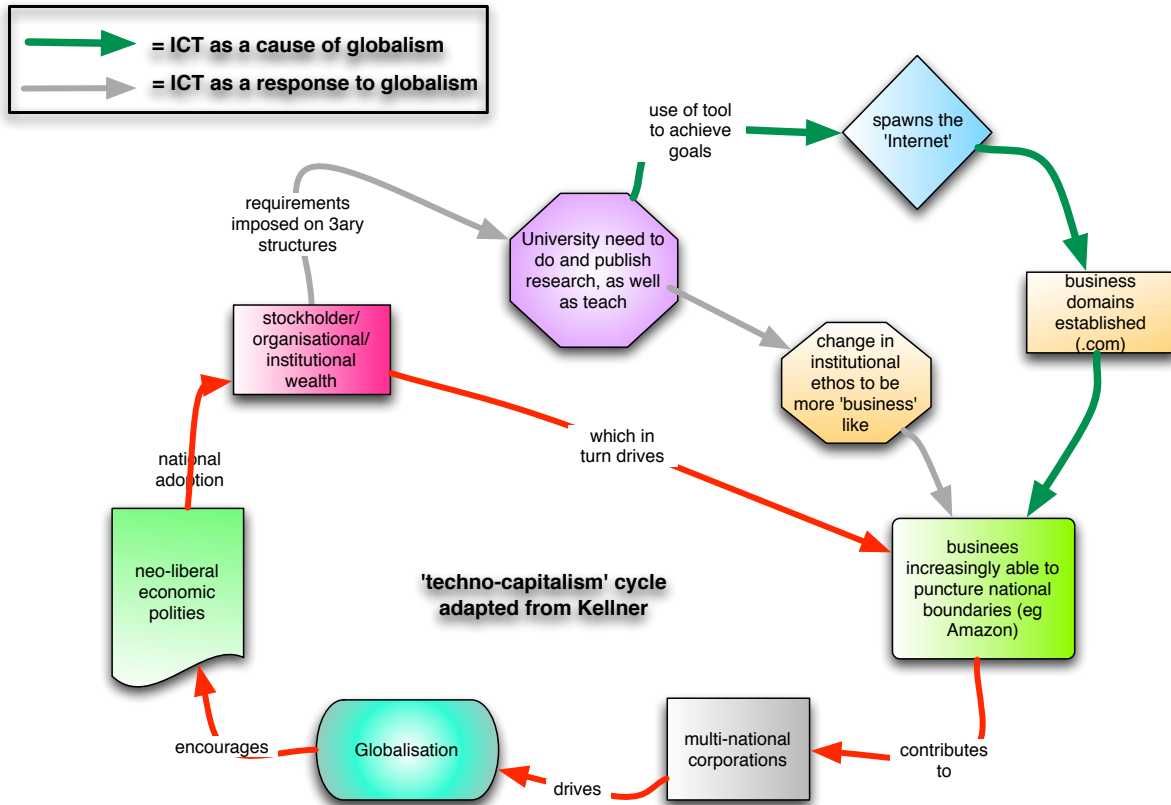 = ICT as a cause of globalism
= ICT as a response to globalism
use of tool
to achieve
goals
spawns the
'Internet'
requirements
imposed on 3ary
structures
University need to
do and publish
research, as well
as teach
business
domains
established
(.com)
stockholder/
organisational/
institutional
wealth
change in
institutional
ethos to be
more 'business'
like
which in
turn drives
national
adoption
neo-liberal
economic
polities
'techno-capitalism' cycle
adapted from Kellner
businees
increasingly able to
puncture national
boundaries (eg
Amazon)
encourages
Globalisation
drives
multi-national
corporations
contributes
to